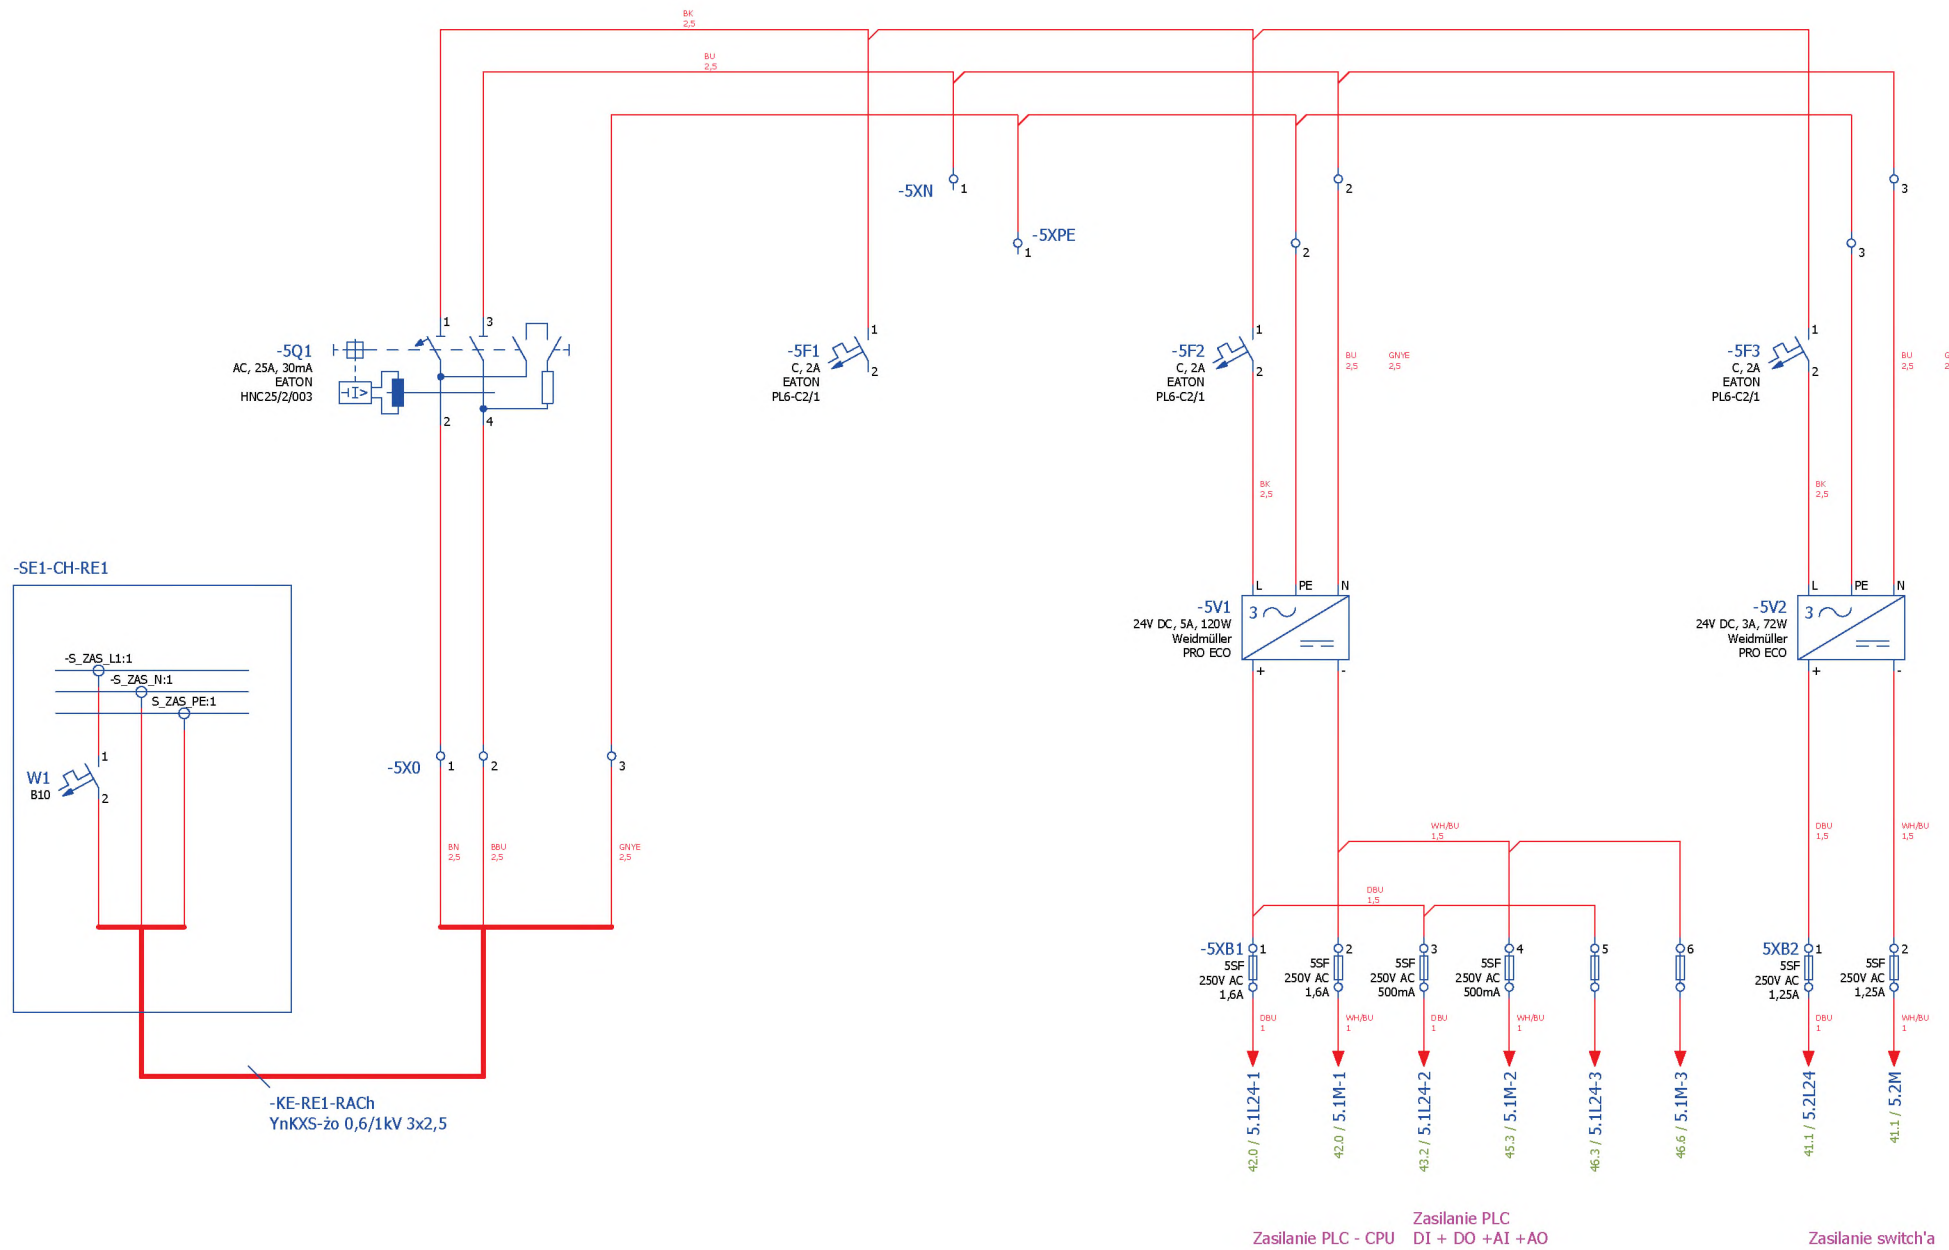 BK
2,5
BU
2,5
-5XN
1
-5XPE
1
2
2
3
3
-5Q1
AC, 25A, 30mA
EATON
HNC25/2/003
1
3
I>
2
4
-5F1
C, 2A
EATON
PL6-C2/1
1
2
-5F2
C, 2A
EATON
PL6-C2/1
1
2
BU
2,5
GNYE
2,5
-5F3
C, 2A
EATON
PL6-C2/1
1
2
BU
2,5
G
2
BK
2,5
BK
2,5
-SE1-CH-RE1
-S_ZAS_L1:1
-S_ZAS_N:1
S_ZAS_PE:1
W1
B10
1
2
-5X0
1
2
3
BN
2,5
BBU
2,5
GNYE
2,5
L
PE
N
-5V1
24V DC, 5A, 120W
Weidmüller
PRO ECO
3
+
-
L
PE
N
-5V2
24V DC, 3A, 72W
Weidmüller
PRO ECO
3
+
-
WH/BU
1,5
DBU
1,5
DBU
1,5
WH/BU
1,5
-5XB1
1
5SF
250V AC
1,6A
2
5SF
250V AC
1,6A
3
5SF
250V AC
500mA
4
5SF
250V AC
500mA
5
6
5XB2
1
5SF
250V AC
1,25A
2
5SF
250V AC
1,25A
DBU
1
WH/BU
1
DBU
1
WH/BU
1
DBU
1
WH/BU
1
42.0 / 5.1L24-1
42.0 / 5.1M-1
43.2 / 5.1L24-2
45.3 / 5.1M-2
46.3 / 5.1L24-3
46.6 / 5.1M-3
41.1 / 5.2L24
41.1 / 5.2M
-KE-RE1-RACh
YnKXS-żo 0,6/1kV 3x2,5
Zasilanie PLC - CPU
Zasilanie PLC
DI + DO +AI +AO
Zasilanie switch'a